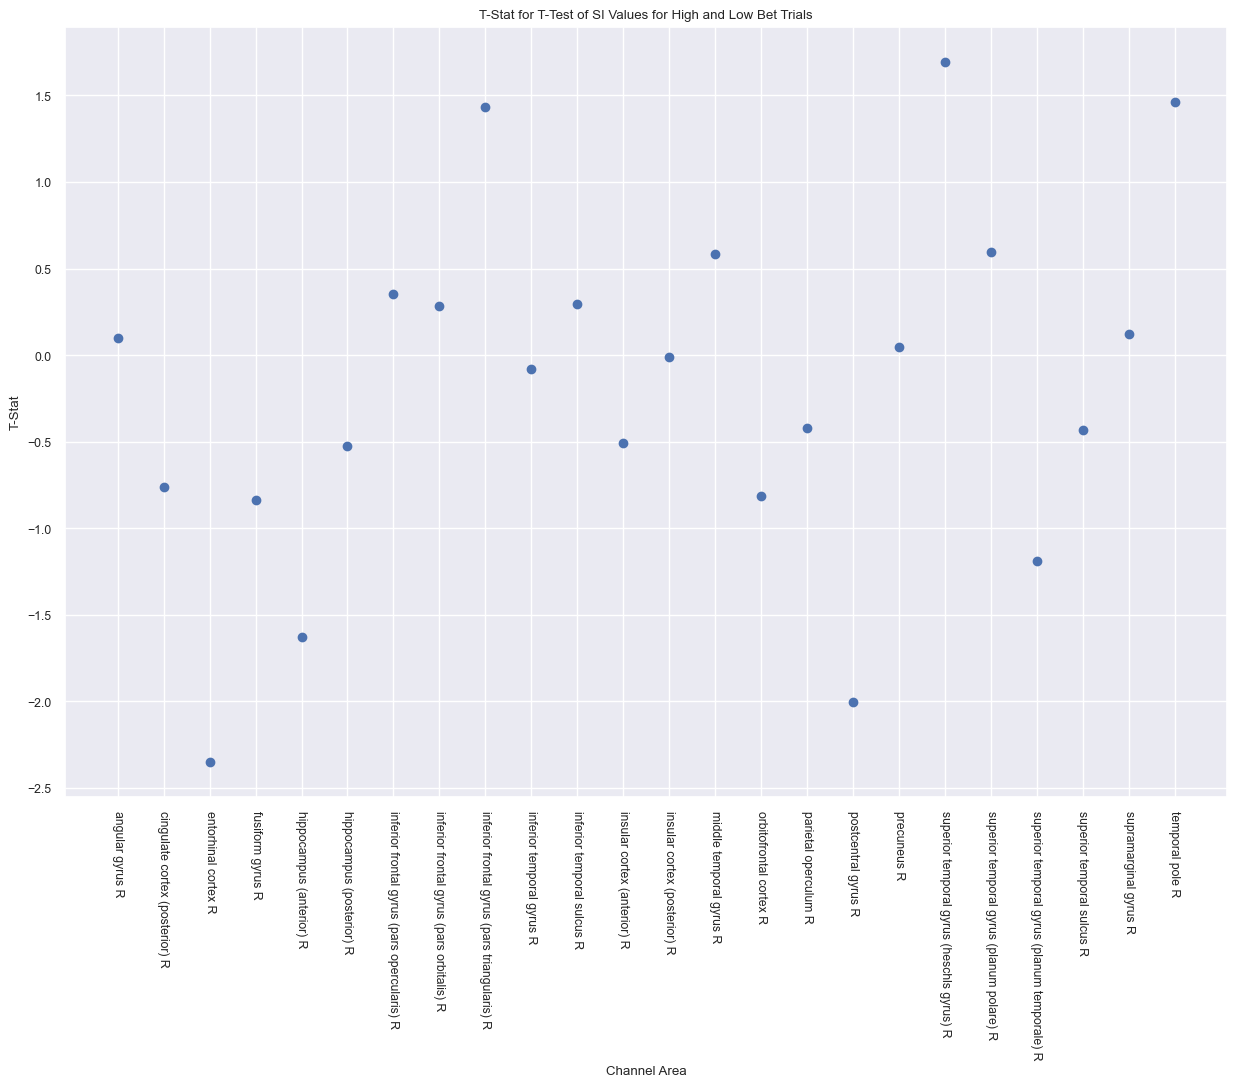 T-Stat for T-Test of SI Values for High and Low Bet Trials
T-Stat
1.5
1.0
0.5
0.0
−0.5
−1.0
−1.5
−2.0
−2.5
angular gyrus R
cingulate cortex (posterior) R
entorhinal cortex R
fusiform gyrus R
hippocampus (anterior) R
hippocampus (posterior) R
inferior frontal gyrus (pars opercularis) R
inferior frontal gyrus (pars orbitalis) R
inferior frontal gyrus (pars triangularis) R
inferior temporal gyrus R
inferior temporal sulcus R
insular cortex (anterior) R
insular cortex (posterior) R
middle temporal gyrus R
orbitofrontal cortex R
parietal operculum R
postcentral gyrus R
precuneus R
superior temporal gyrus (heschls gyrus) R
superior temporal gyrus (planum polare) R
superior temporal gyrus (planum temporale) R
superior temporal sulcus R
supramarginal gyrus R
temporal pole R
Channel Area